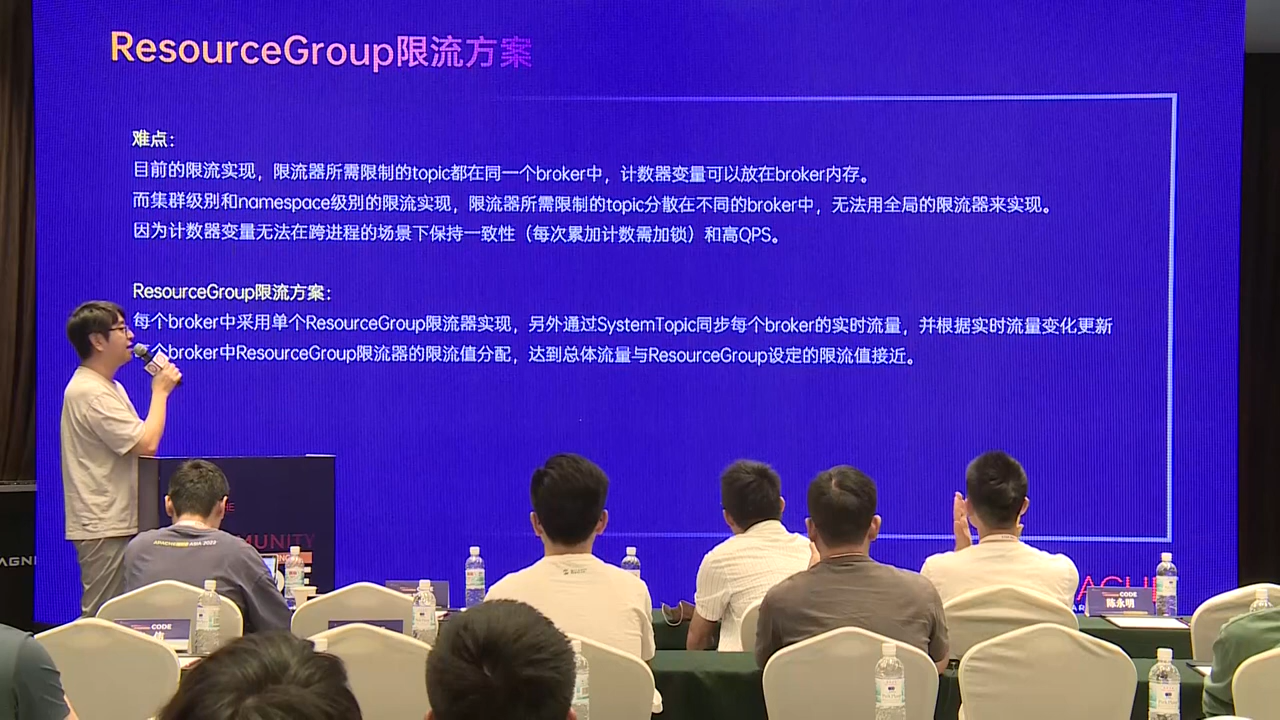 ResourceGroup限流方案
难点：
目前的限流实现，限流器所需限制的topic都在同一个broker中，计数器变量可以放在broker内存。
而集群级别和namespace级别的限流实现，限流器所需限制的topic分散在不同的broker中，无法用全局的限流器来实现。
因为计数器变量无法在跨进程的场景下保持一致性（每次累加计数需加锁）和高QPS。
ResourceGroup限流方案：
每个broker中采用单个ResourceGroup限流器实现，另外通过SystemTopic同步每个broker的实时流量，并根据实时流量变化更新
个broker中ResourceGroup限流器的限流值分配，达到总体流量与ResourceGroup设定的限流值接近。
MUNITY
AGNE
CODE
陈永明
CODE
伟